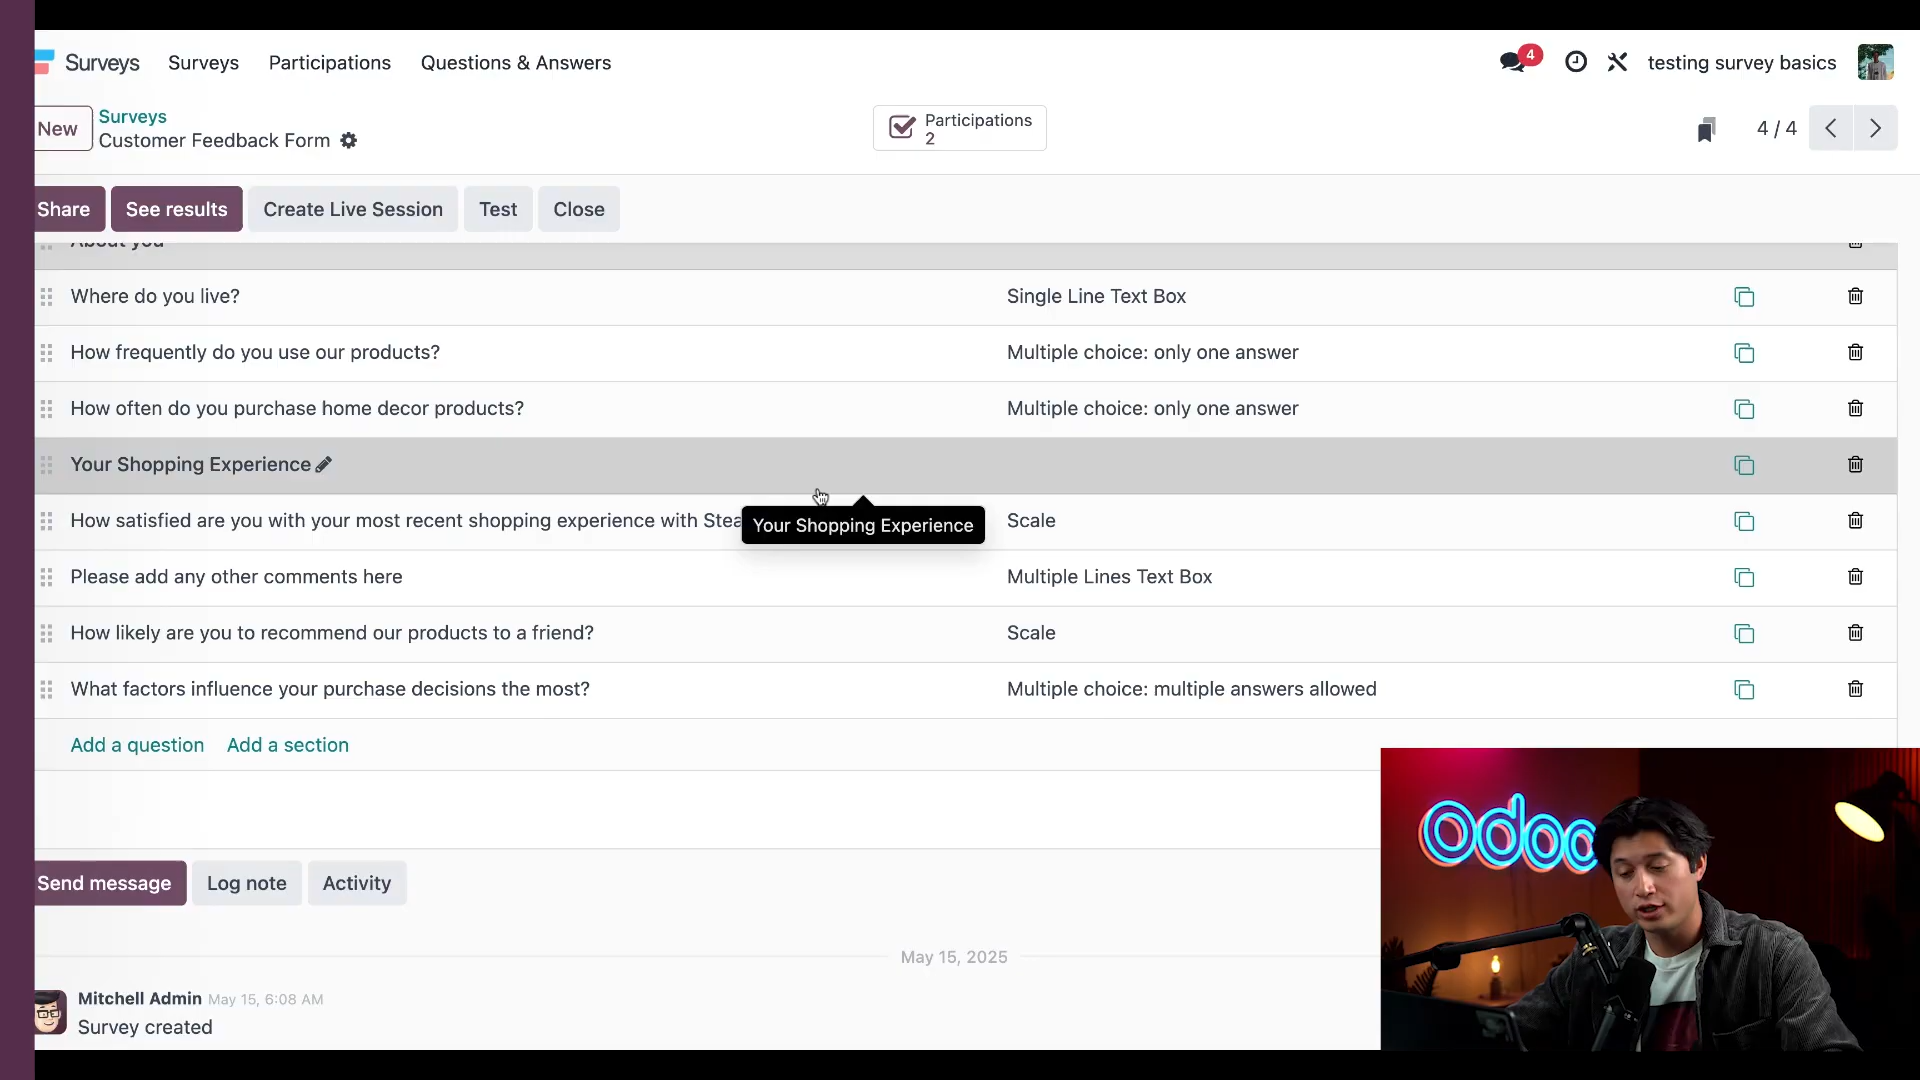 Surveys Surveys Participations Questions & Answers 4 testing survey basics
New Surveys
Customer Feedback Form
Participations
2
4 / 4
Share See results Create Live Session Test Close
About you
Where do you live? Single Line Text Box
How frequently do you use our products? Multiple choice: only one answer
How often do you purchase home decor products? Multiple choice: only one answer
Your Shopping Experience
How satisfied are you with your most recent shopping experience with Stea Scale
Your Shopping Experience
Please add any other comments here Multiple Lines Text Box
How likely are you to recommend our products to a friend? Scale
What factors influence your purchase decisions the most? Multiple choice: multiple answers allowed
Add a question Add a section
odoo
Send message Log note Activity
May 15, 2025
Mitchell Admin May 15, 6:08 AM
Survey created